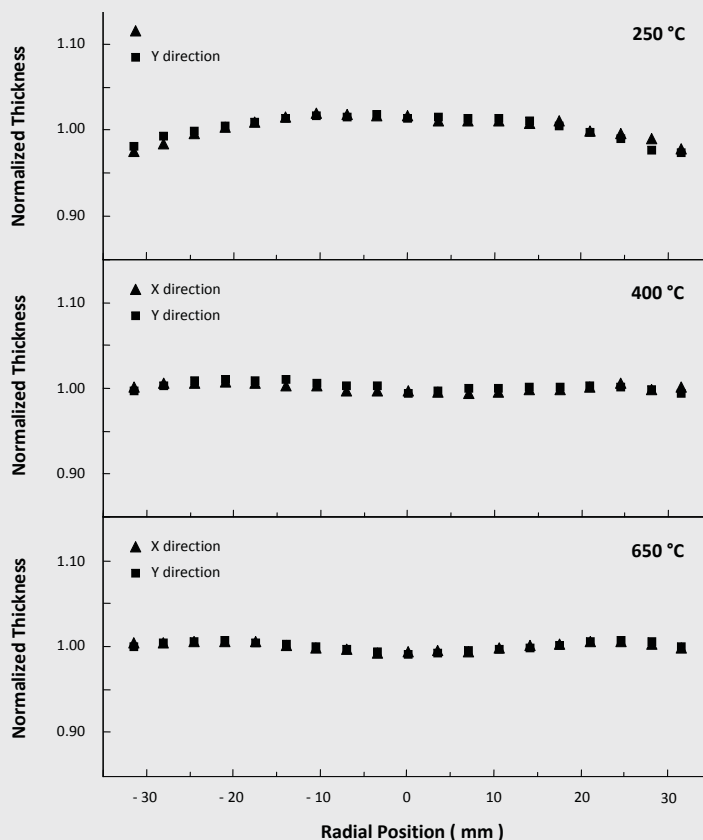 250 °C
Y direction
1.10
1.00
0.90
Normalized Thickness
400 °C
X direction
Y direction
1.10
1.00
0.90
Normalized Thickness
650 °C
X direction
Y direction
1.10
1.00
0.90
Normalized Thickness
- 30 - 20 - 10 0 10 20 30
Radial Position ( mm )